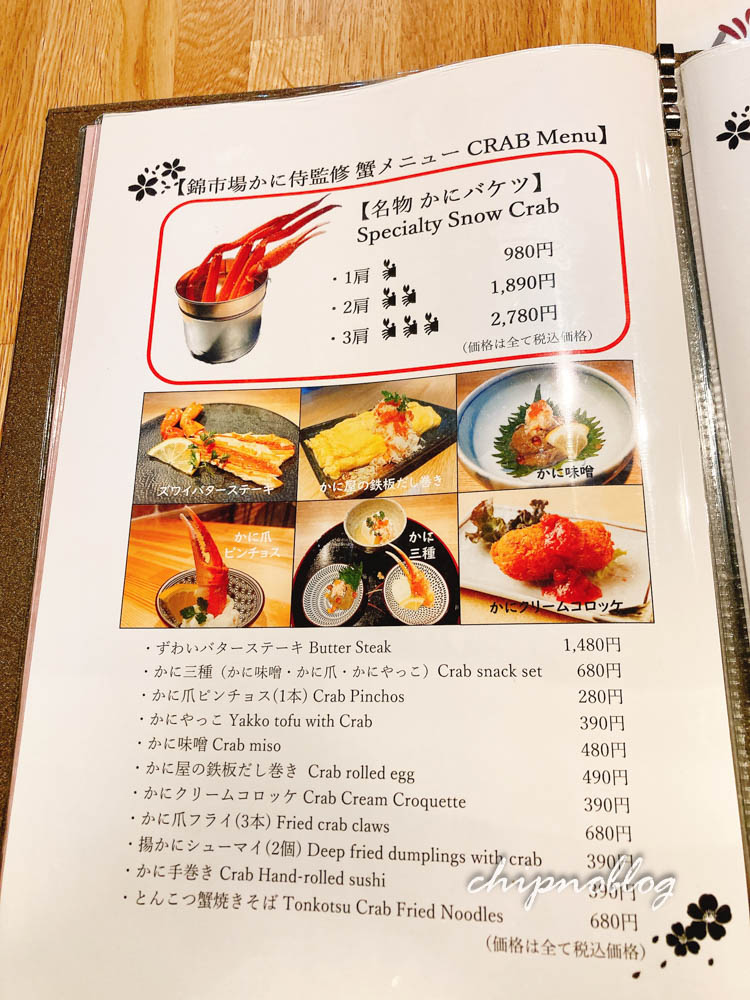 【錦市場かに侍監修 蟹メニュー CRAB Menu】
【名物 かにバケツ】
Specialty Snow Crab
・1肩 980円
・2肩 1,890円
・3肩 2,780円
(価格は全て税込価格)
ズワイバターステーキ
かに屋の鉄板だし巻き
かに味噌
かに爪
ピンチョス
かに
三種
かにクリームコロッケ
・ずわいバターステーキ Butter Steak 1,480円
・かに三種（かに味噌・かに爪・かにやっこ）Crab snack set 680円
・かに爪ピンチョス(1本) Crab Pinchos 280円
・かにやっこ Yakko tofu with Crab 390円
・かに味噌 Crab miso 480円
・かに屋の鉄板だし巻き Crab rolled egg 490円
・かにクリームコロッケ Crab Cream Croquette 390円
・かに爪フライ(3本) Fried crab claws 680円
・揚かにシューマイ(2個) Deep fried dumplings with crab 390円
・かに手巻き Crab Hand-rolled sushi 390円
・とんこつ蟹焼きそば Tonkotsu Crab Fried Noodles 680円
(価格は全て税込価格)
chipnoblog